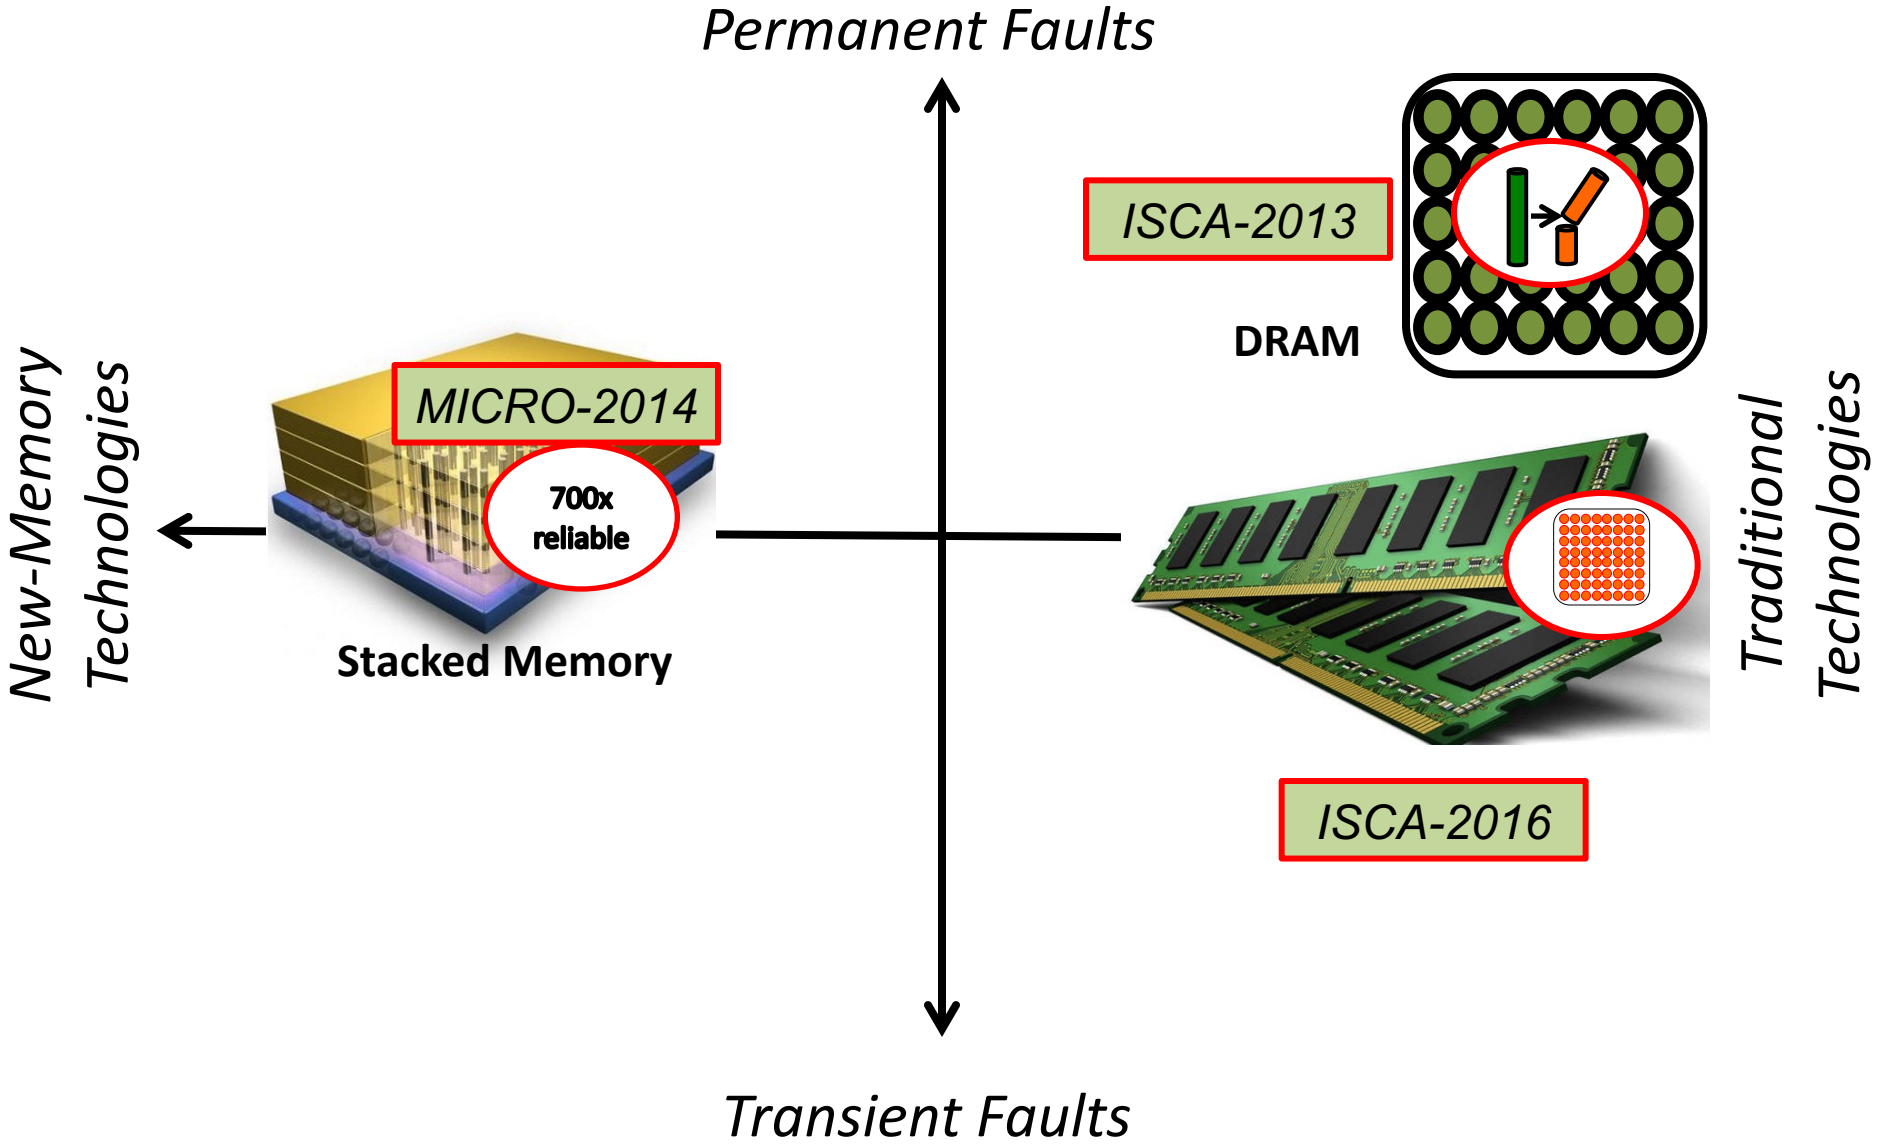 Permanent Faults
ISCA-2013
DRAM
New-Memory
Technologies
MICRO-2014
700x
reliable
Stacked Memory
Traditional
Technologies
ISCA-2016
Transient Faults